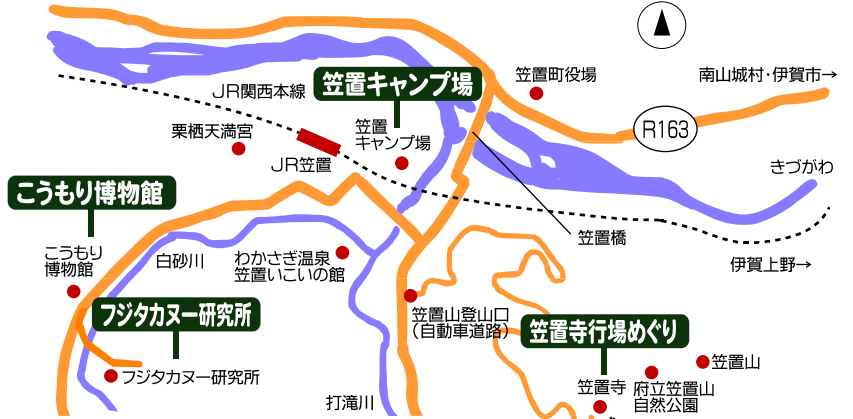 笠置町役場
南山城村・伊賀市→
JR関西本線
笠置キャンプ場
R163
栗栖天満宮
笠置
キャンプ場
JR笠置
きづがわ
こうもり博物館
笠置橋
こうもり
博物館
白砂川
わかさぎ温泉
笠置いこいの館
伊賀上野→
フジタカヌー研究所
笠置山登山口
(自動車道路)
笠置寺行場めぐり
フジタカヌー研究所
笠置山
笠置寺
府立笠置山
自然公園
打滝川